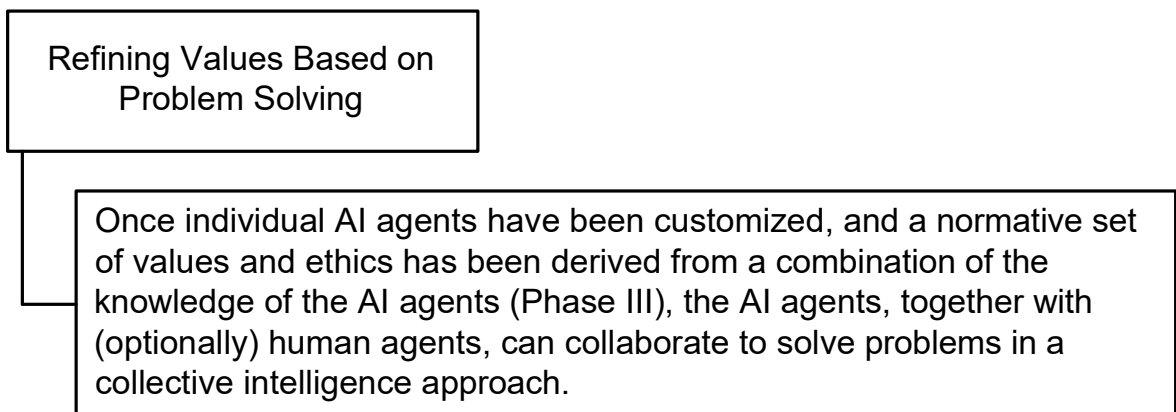 Refining Values Based on
Problem Solving
Once individual AI agents have been customized, and a normative set
of values and ethics has been derived from a combination of the
knowledge of the AI agents (Phase III), the AI agents, together with
(optionally) human agents, can collaborate to solve problems in a
collective intelligence approach.